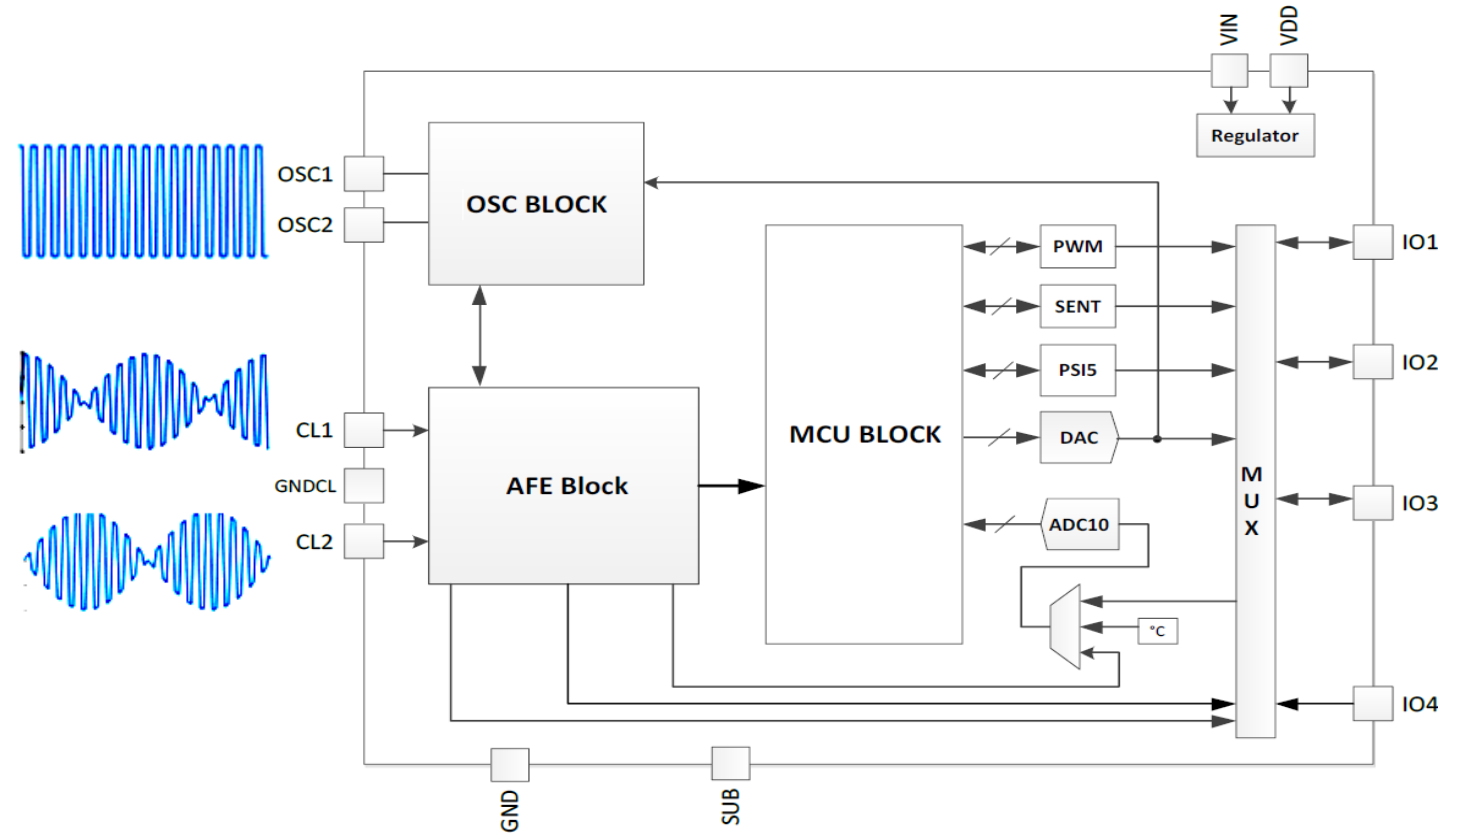 VIN
VDD
Regulator
OSC1
OSC2
OSC BLOCK
PWM
SENT
PSI5
DAC
ADC10
°C
MCU BLOCK
AFE Block
CL1
GNDCL
CL2
M
U
X
IO1
IO2
IO3
IO4
GND
SUB